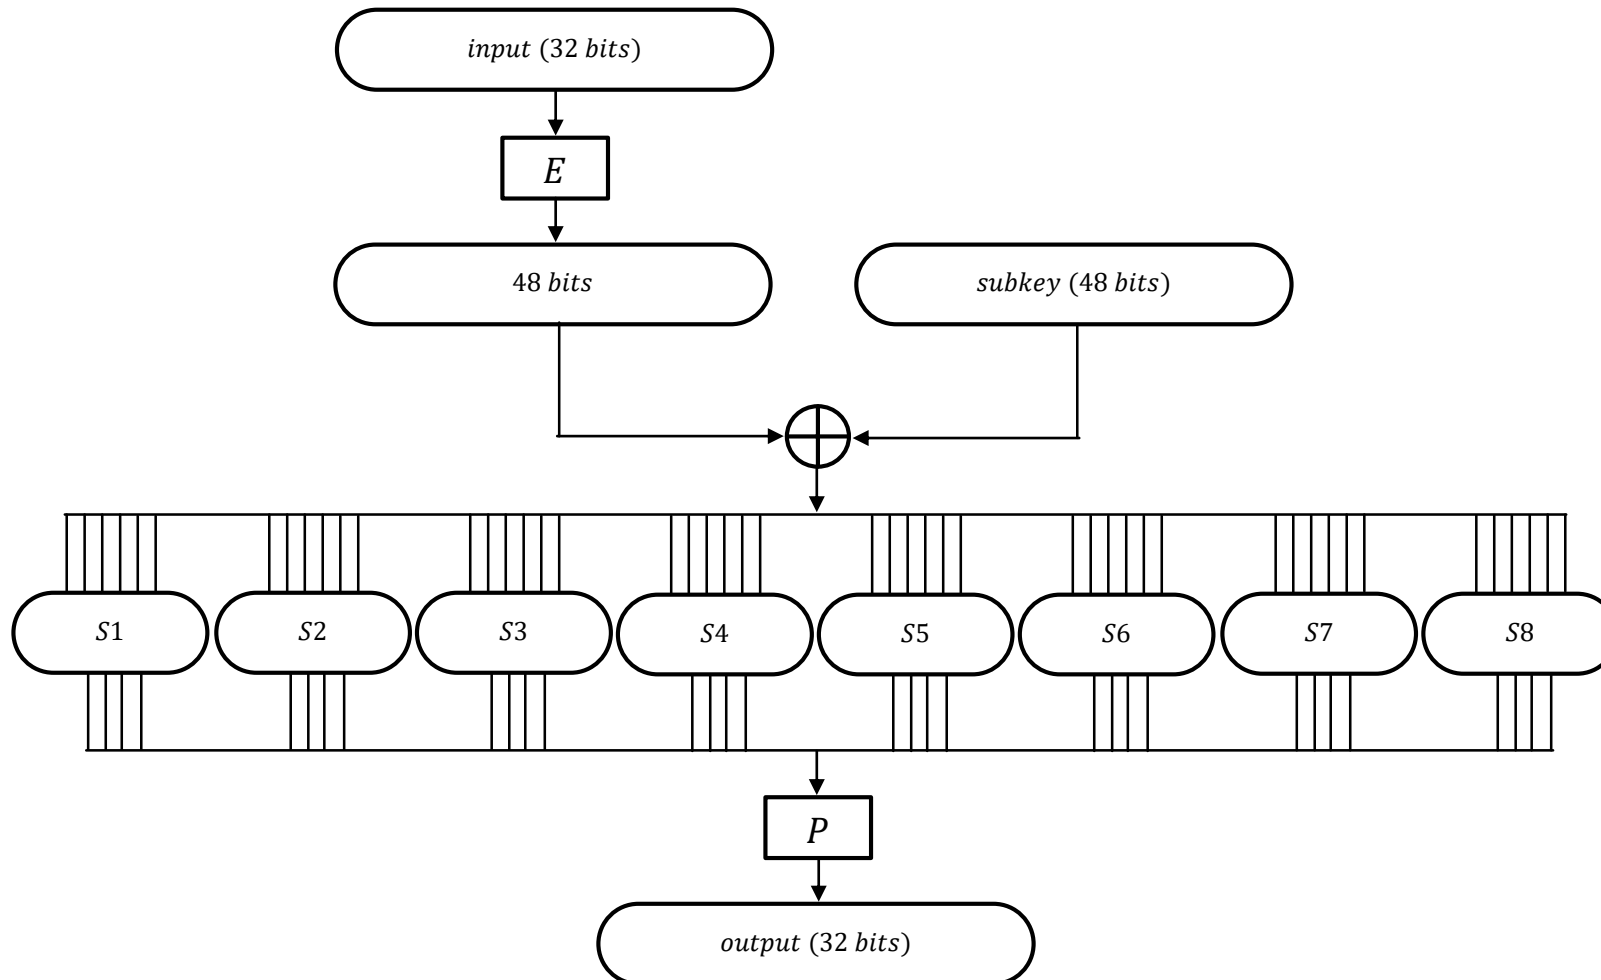 input (32 bits)
E
48 bits
subkey (48 bits)
S1
S2
S3
S4
S5
S6
S7
S8
P
output (32 bits)